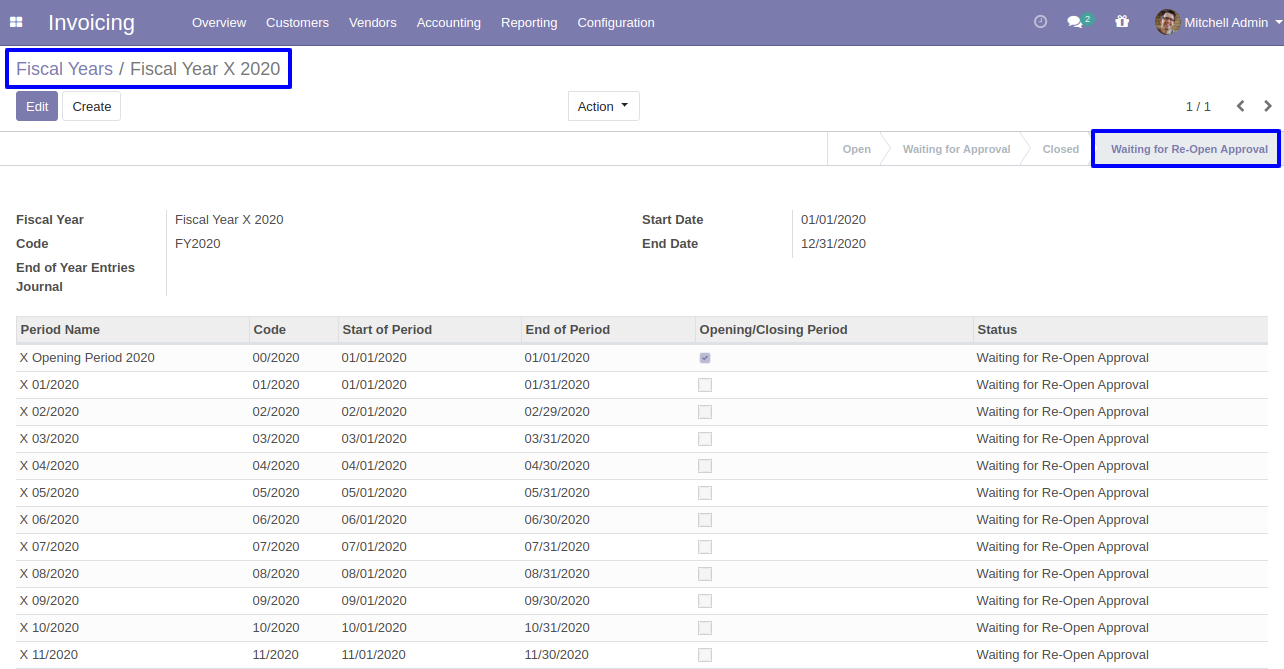 Invoicing Overview Customers Vendors Accounting Reporting Configuration 2 Mitchell Admin
Fiscal Years / Fiscal Year X 2020
Edit Create Action 1 / 1
Open Waiting for Approval Closed Waiting for Re-Open Approval
Fiscal Year Fiscal Year X 2020 Start Date 01/01/2020
Code FY2020 End Date 12/31/2020
End of Year Entries
Journal
Period Name Code Start of Period End of Period Opening/Closing Period Status
X Opening Period 2020 00/2020 01/01/2020 01/01/2020 Waiting for Re-Open Approval
X 01/2020 01/2020 01/01/2020 01/31/2020 Waiting for Re-Open Approval
X 02/2020 02/2020 02/01/2020 02/29/2020 Waiting for Re-Open Approval
X 03/2020 03/2020 03/01/2020 03/31/2020 Waiting for Re-Open Approval
X 04/2020 04/2020 04/01/2020 04/30/2020 Waiting for Re-Open Approval
X 05/2020 05/2020 05/01/2020 05/31/2020 Waiting for Re-Open Approval
X 06/2020 06/2020 06/01/2020 06/30/2020 Waiting for Re-Open Approval
X 07/2020 07/2020 07/01/2020 07/31/2020 Waiting for Re-Open Approval
X 08/2020 08/2020 08/01/2020 08/31/2020 Waiting for Re-Open Approval
X 09/2020 09/2020 09/01/2020 09/30/2020 Waiting for Re-Open Approval
X 10/2020 10/2020 10/01/2020 10/31/2020 Waiting for Re-Open Approval
X 11/2020 11/2020 11/01/2020 11/30/2020 Waiting for Re-Open Approval